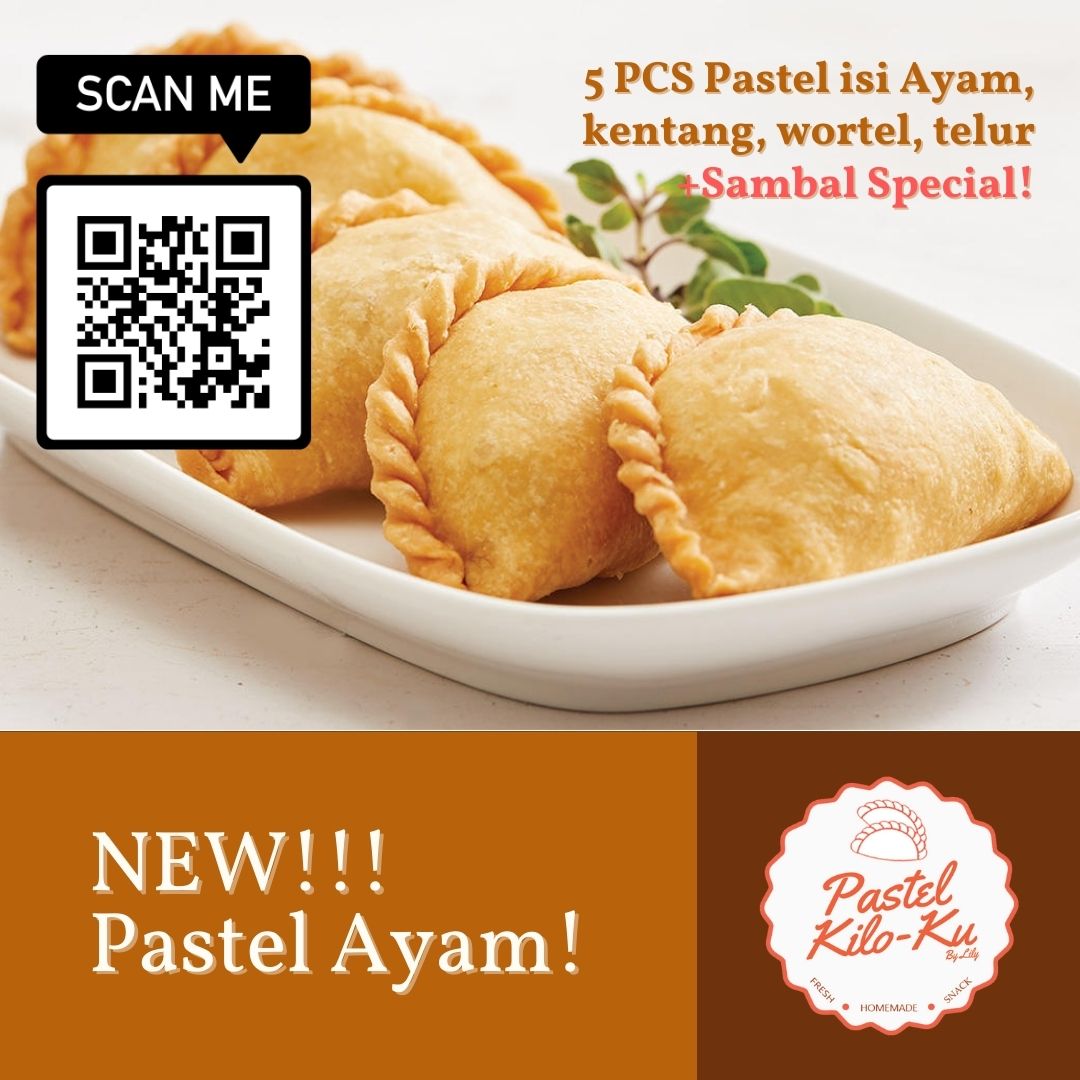 SCAN ME
5 PCS Pastel isi Ayam,
kentang, wortel, telur
+Sambal Special!
NEW!!!
Pastel Ayam!
Pastel
Kilo-Ku
By Lily
FRESH • HOMEMADE • SNACK